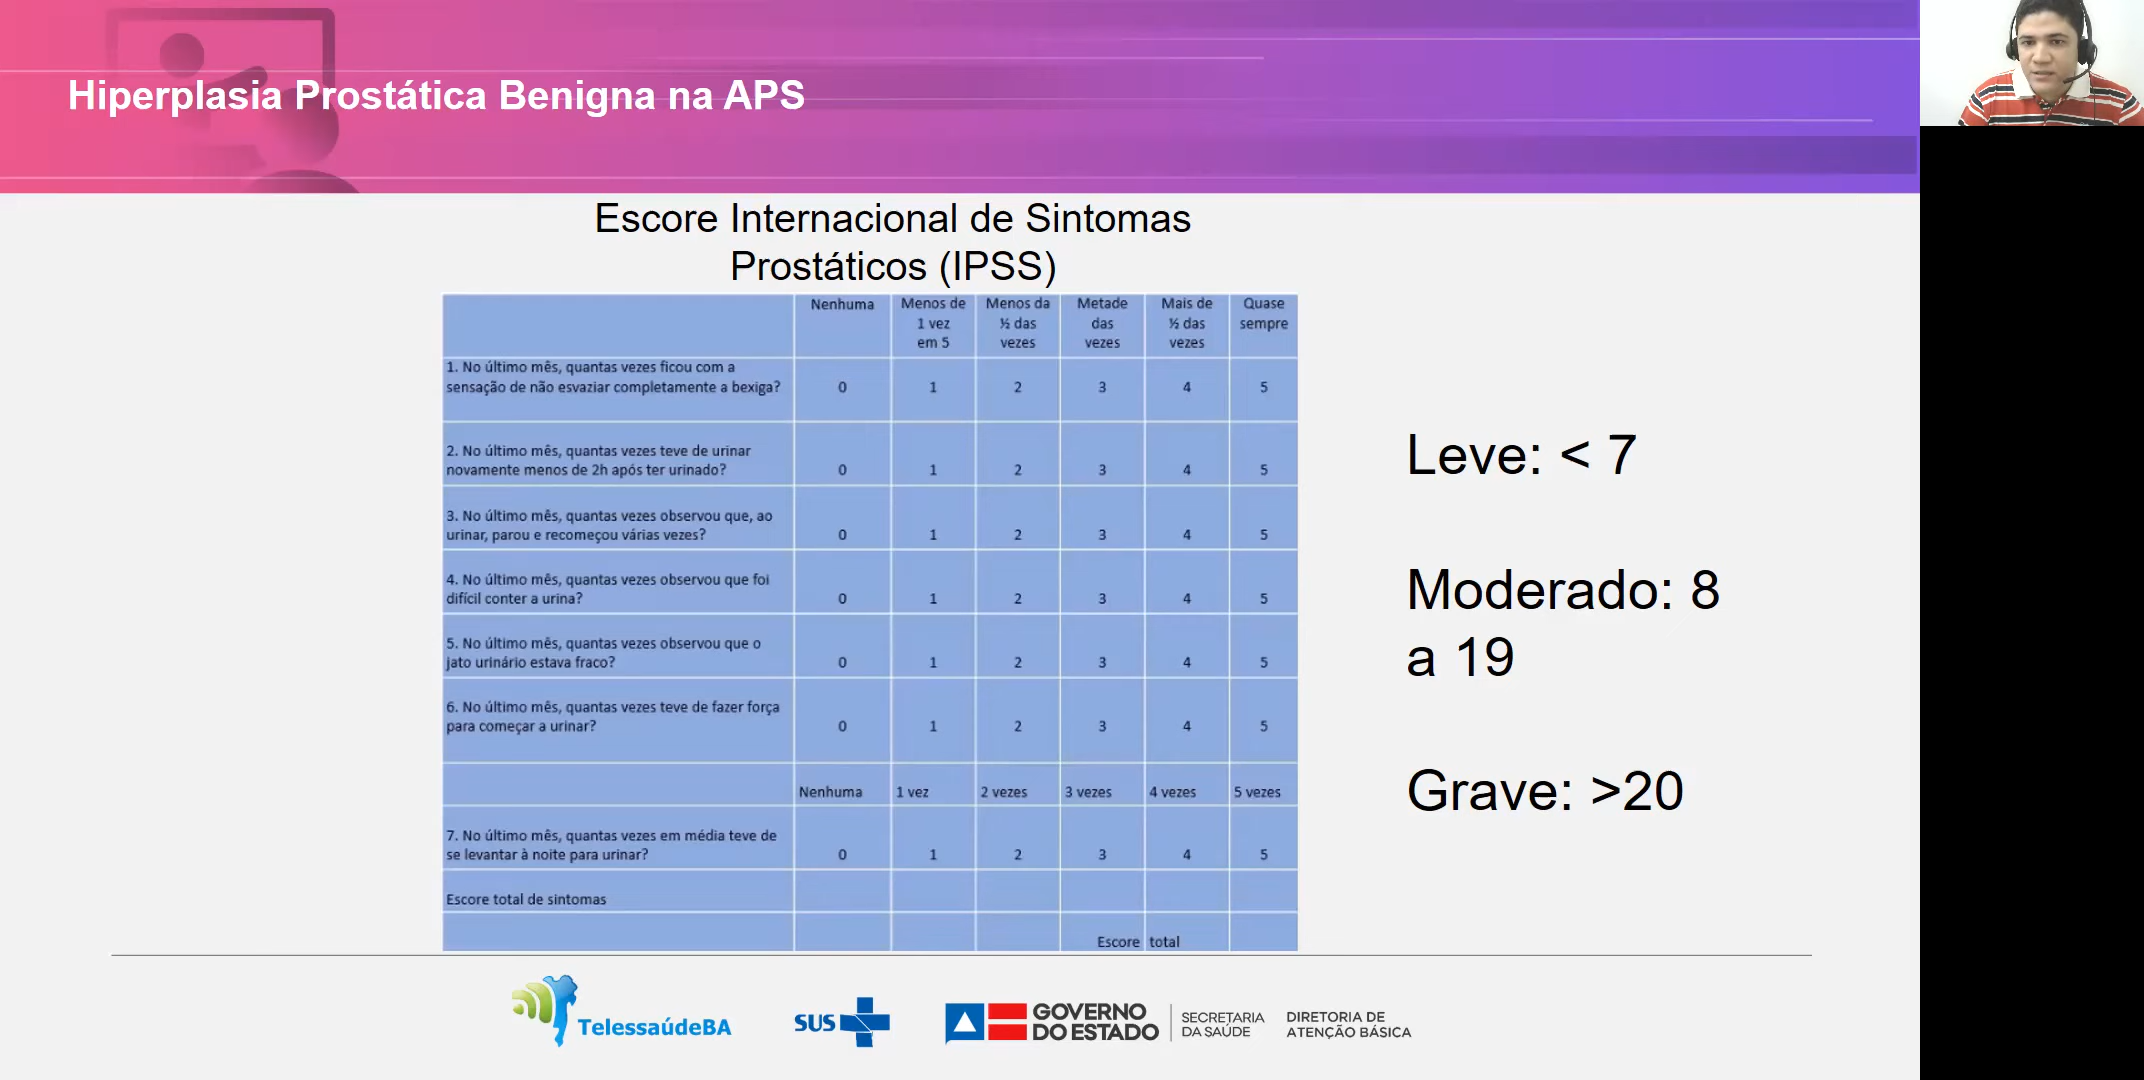 Hiperplasia Prostática Benigna na APS
Escore Internacional de Sintomas
Prostáticos (IPSS)
Nenhuma
Menos de
1 vez
em 5
Menos da
½ das
vezes
Metade
das
vezes
Mais de
½ das
vezes
Quase
sempre
1. No último mês, quantas vezes ficou com a
sensação de não esvaziar completamente a bexiga?
0 1 2 3 4 5
2. No último mês, quantas vezes teve de urinar
novamente menos de 2h após ter urinado?
0 1 2 3 4 5
3. No último mês, quantas vezes observou que, ao
urinar, parou e recomeçou várias vezes?
0 1 2 3 4 5
4. No último mês, quantas vezes observou que foi
difícil conter a urina?
0 1 2 3 4 5
5. No último mês, quantas vezes observou que o
jato urinário estava fraco?
0 1 2 3 4 5
6. No último mês, quantas vezes teve de fazer força
para começar a urinar?
0 1 2 3 4 5
Nenhuma 1 vez 2 vezes 3 vezes 4 vezes 5 vezes
7. No último mês, quantas vezes em média teve de
se levantar à noite para urinar?
0 1 2 3 4 5
Escore total de sintomas
Escore total
Leve: < 7
Moderado: 8
a 19
Grave: >20
TelessaúdeBA
SUS
GOVERNO
DO ESTADO
SECRETARIA
DA SAÚDE
DIRETORIA DE
ATENÇÃO BÁSICA